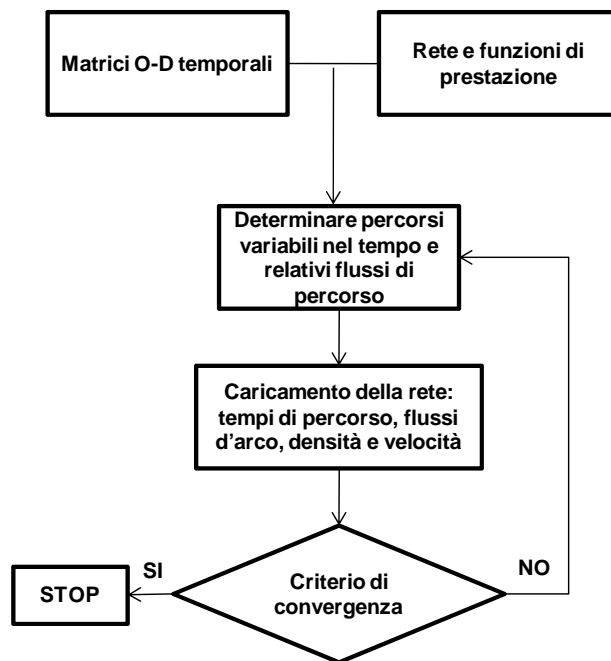 Matrici O-D temporali
Rete e funzioni di
prestazione
Determinare percorsi
variabili nel tempo e
relativi flussi di
percorso
Caricamento della rete:
tempi di percorso, flussi
d'arco, densità e velocità
SI
NO
STOP
Criterio di
convergenza